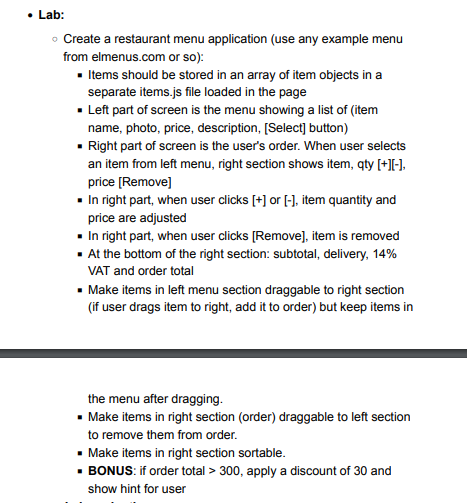 • Lab:
○ Create a restaurant menu application (use any example menu
from elmenus.com or so):
▪ Items should be stored in an array of item objects in a
separate items.js file loaded in the page
▪ Left part of screen is the menu showing a list of (item
name, photo, price, description, [Select] button)
▪ Right part of screen is the user's order. When user selects
an item from left menu, right section shows item, qty [+][-],
price [Remove]
▪ In right part, when user clicks [+] or [-], item quantity and
price are adjusted
▪ In right part, when user clicks [Remove], item is removed
▪ At the bottom of the right section: subtotal, delivery, 14%
VAT and order total
▪ Make items in left menu section draggable to right section
(if user drags item to right, add it to order) but keep items in
the menu after dragging.
▪ Make items in right section (order) draggable to left section
to remove them from order.
▪ Make items in right section sortable.
▪ BONUS: if order total > 300, apply a discount of 30 and
show hint for user